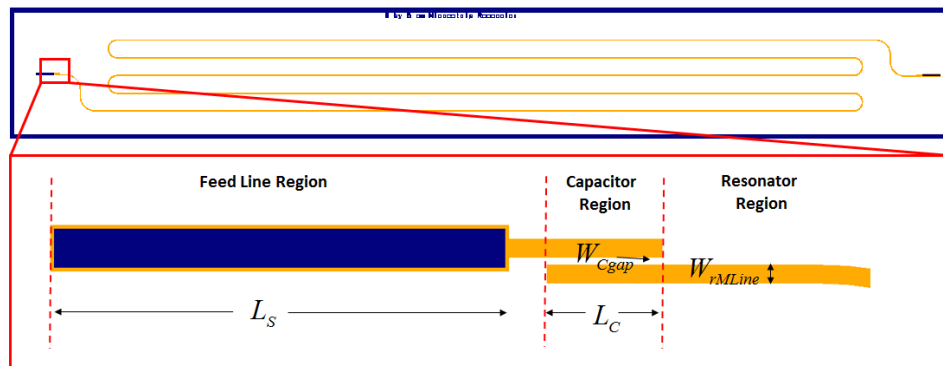 Feed Line Region
Capacitor
Region
Resonator
Region
W_Cgap
W_rMLine
L_S
L_C